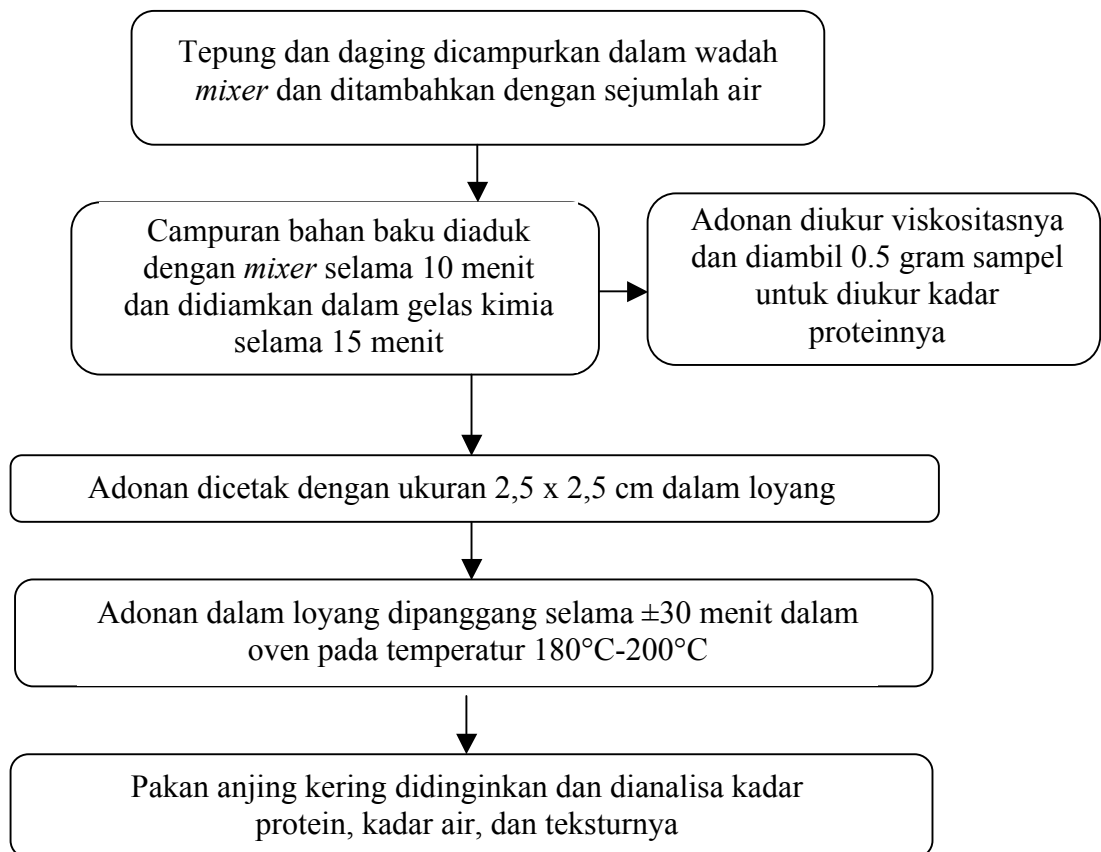 Tepung dan daging dicampurkan dalam wadah
mixer dan ditambahkan dengan sejumlah air
Campuran bahan baku diaduk
dengan mixer selama 10 menit
dan didiamkan dalam gelas kimia
selama 15 menit
Adonan diukur viskositasnya
dan diambil 0.5 gram sampel
untuk diukur kadar
proteinnya
Adonan dicetak dengan ukuran 2,5 x 2,5 cm dalam loyang
Adonan dalam loyang dipanggang selama ±30 menit dalam
oven pada temperatur 180°C-200°C
Pakan anjing kering didinginkan dan dianalisa kadar
protein, kadar air, dan teksturnya